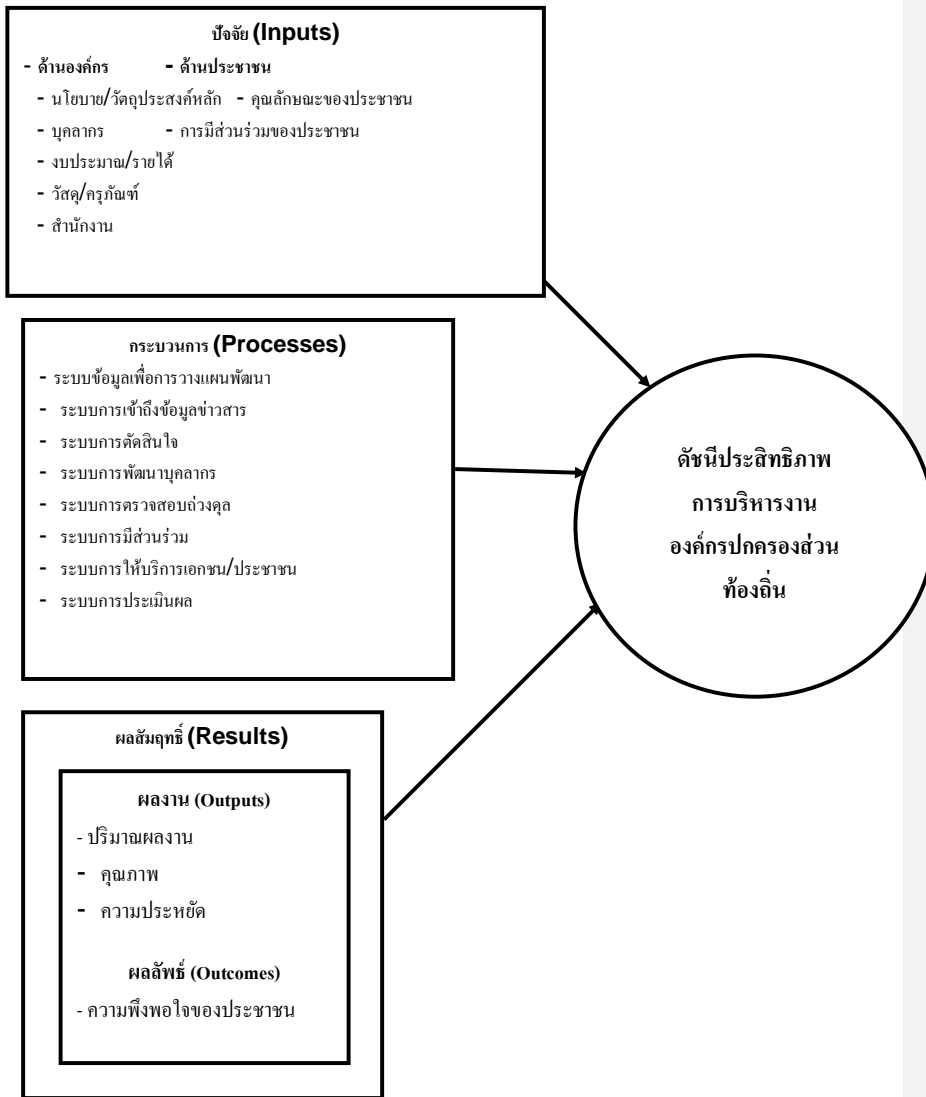 ปัจจัย (Inputs)
- ด้านองค์กร - ด้านประชาชน
- นโยบาย/วัตถุประสงค์หลัก - คุณลักษณะของประชาชน
- บุคลากร - การมีส่วนร่วมของประชาชน
- งบประมาณ/รายได้
- วัสดุ/ครุภัณฑ์
- สำนักงาน
กระบวนการ (Processes)
- ระบบข้อมูลเพื่อการวางแผนพัฒนา
- ระบบการเข้าถึงข้อมูลข่าวสาร
- ระบบการตัดสินใจ
- ระบบการพัฒนาบุคลากร
- ระบบการตรวจสอบถ่วงดุล
- ระบบการมีส่วนร่วม
- ระบบการให้บริการเอกชน/ประชาชน
- ระบบการประเมินผล
ดัชนีประสิทธิภาพ
การบริหารงาน
องค์กรปกครองส่วน
ท้องถิ่น
ผลสัมฤทธิ์ (Results)
ผลงาน (Outputs)
- ปริมาณผลงาน
- คุณภาพ
- ความประหยัด
ผลลัพธ์ (Outcomes)
- ความพึงพอใจของประชาชน